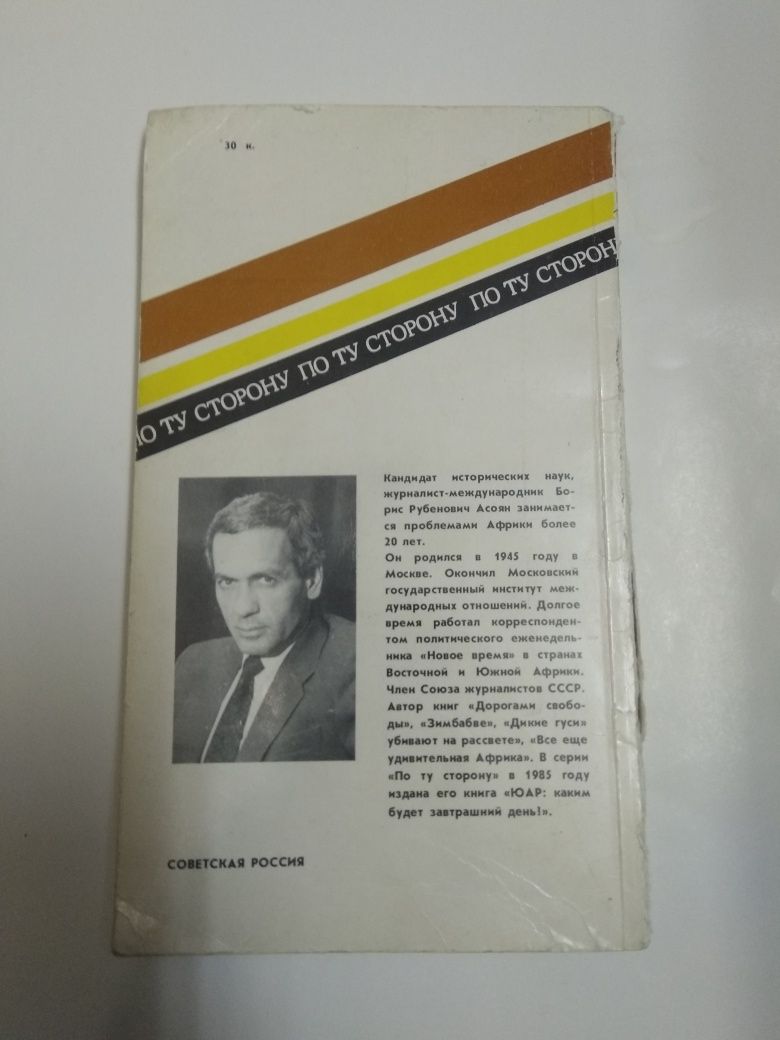 30 к.
ПО ТУ СТОРОНУ ПО ТУ СТОРОНУ ПО ТУ СТОРОН
Кандидат исторических наук,
журналист-международник Бо-
рис Рубенович Асоян занимает-
ся проблемами Африки более
20 лет.
Он родился в 1945 году в
Москве. Окончил Московский
государственный институт меж-
дународных отношений. Долгое
время работал корреспонден-
том политического еженедель-
ника «Новое время» в странах
Восточной и Южной Африки.
Член Союза журналистов СССР.
Автор книг «Дорогами свобо-
ды», «Зимбабве», «Дикие гуси»
убивают на рассвете», «Все еще
удивительная Африка». В серии
«По ту сторону» в 1985 году
издана его книга «ЮАР: каким
будет завтрашний день!».
СОВЕТСКАЯ РОССИЯ